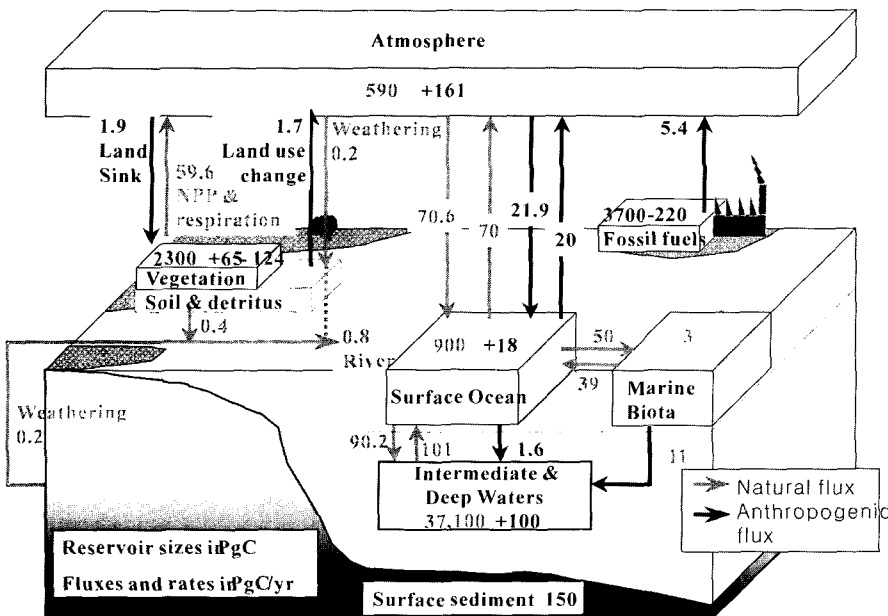 Atmosphere
590 +161
1.9
Land
Sink
59.6
NPP &
respiration
1.7
Land use
change
Weathering
0.2
70.6
70
21.9
20
5.4
3700-220
Fossil fuels
2300 +65-124
Vegetation
Soil & detritus
0.4
0.8
River
900 +18
Surface Ocean
50
39
3
Marine
Biota
Weathering
0.2
90.2
101
1.6
11
Intermediate &
Deep Waters
37,100 +100
Natural flux
Anthropogenic
flux
Reservoir sizes in PgC
Fluxes and rates in PgC/yr
Surface sediment 150